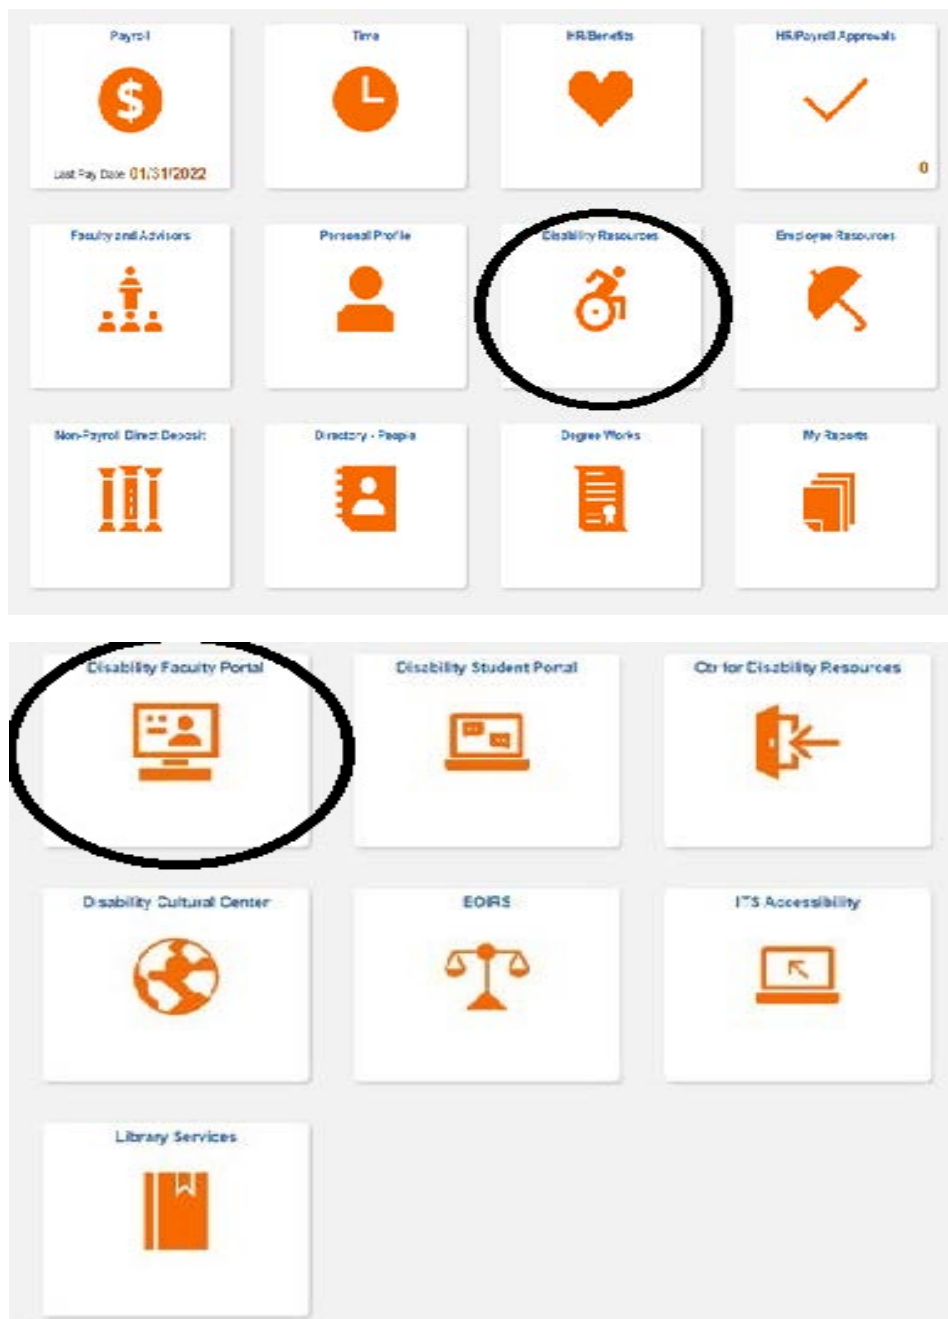 Payroll
Time
HR/Benefits
HR/Payroll Approvals
Last Pay Date 01/31/2022
0
Faculty and Advisors
Personal Profile
Disability Resources
Employee Resources
Non-Payroll Direct Deposit
Directory - People
Degree Works
My Reports
Disability Faculty Portal
Disability Student Portal
Ctr for Disability Resources
Disability Cultural Center
EOIRS
ITS Accessibility
Library Services